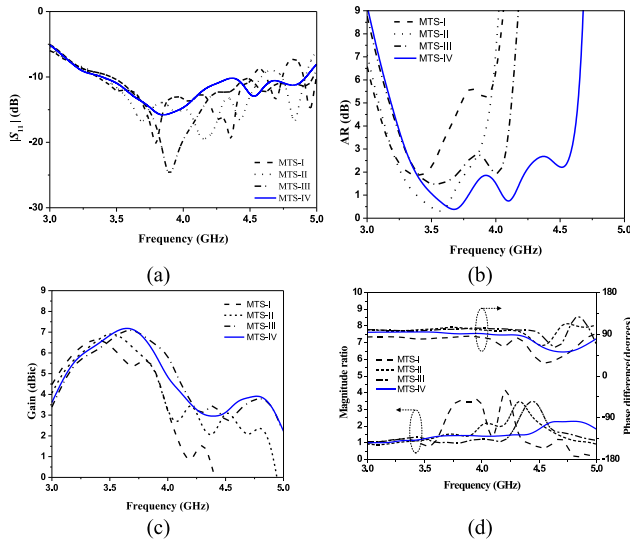 0
-10
-20
-30
|S₁₁| (dB)
MTS-I
MTS-II
MTS-III
MTS-IV
3.0 3.5 4.0 4.5 5.0
Frequency (GHz)
(a)
9
8
7
6
5
4
3
2
1
0
AR (dB)
MTS-I
MTS-II
MTS-III
MTS-IV
3.0 3.5 4.0 4.5 5.0
Frequency (GHz)
(b)
9
8
7
6
5
4
3
2
1
0
Gain (dBic)
MTS-I
MTS-II
MTS-III
MTS-IV
3.0 3.5 4.0 4.5 5.0
Frequency (GHz)
(c)
10
9
8
7
6
5
4
3
2
1
0
Magnitude ratio
MTS-I
MTS-II
MTS-III
MTS-IV
180
90
0
-90
-180
Phase difference(degrees)
3.0 3.5 4.0 4.5 5.0
Frequency (GHz)
(d)